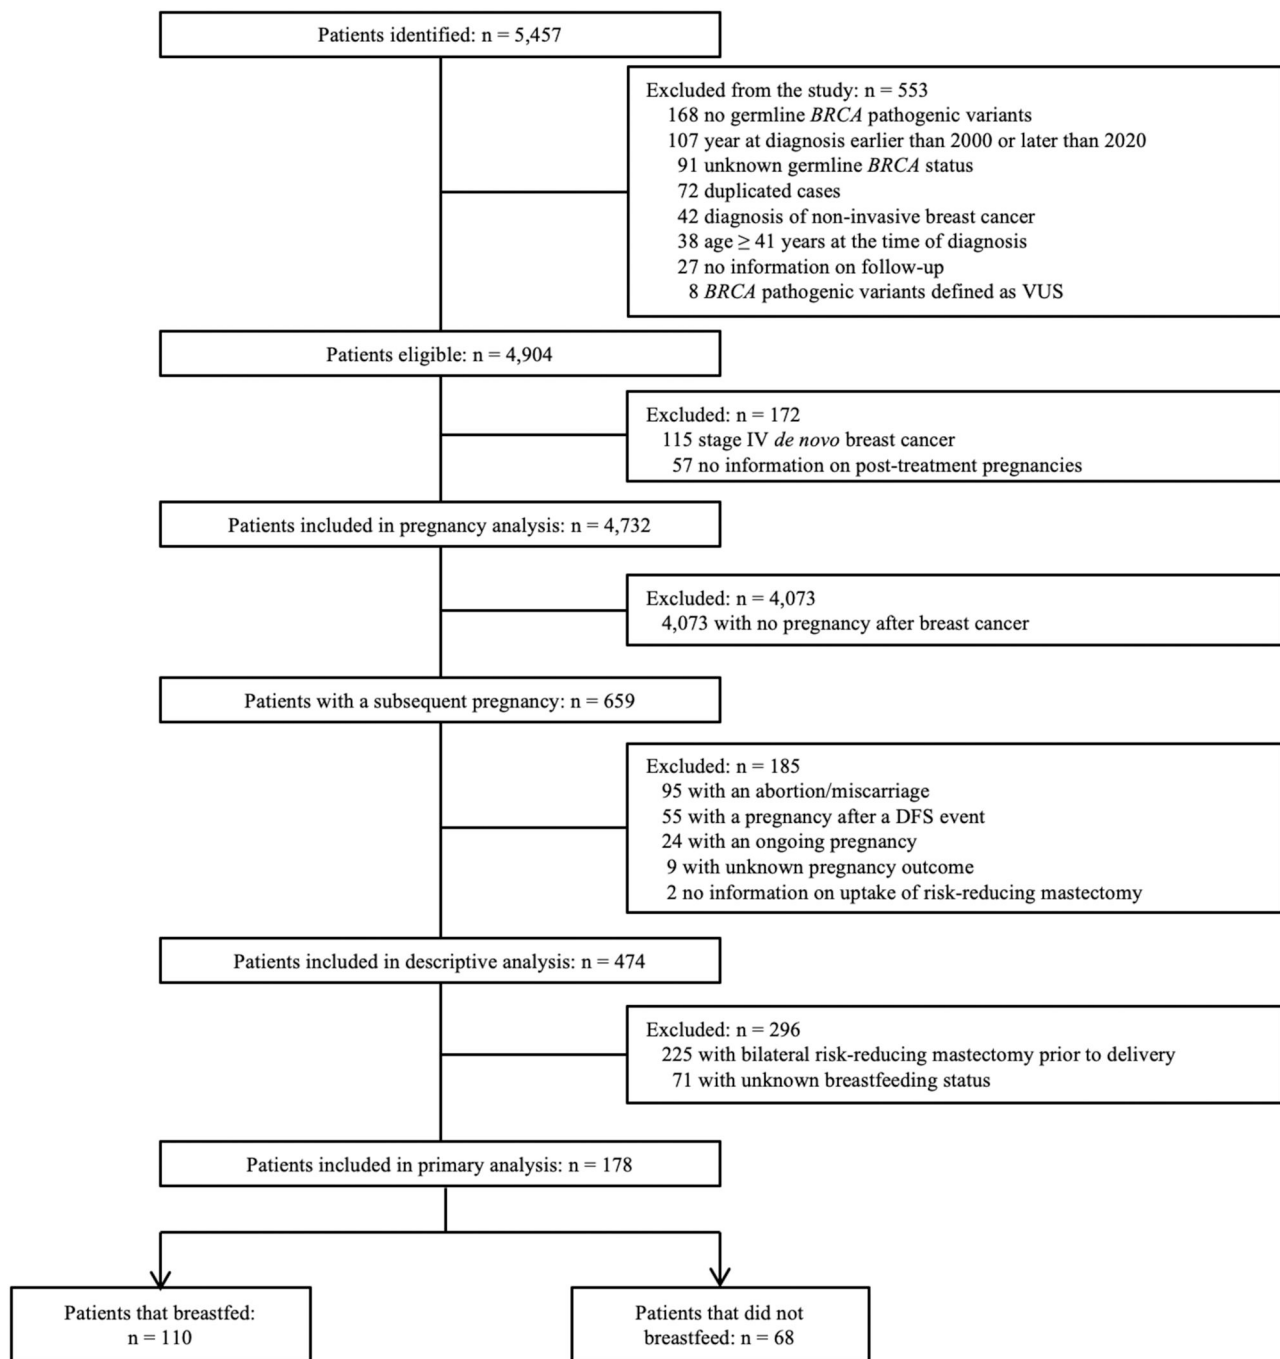 Patients identified: n = 5,457
Excluded from the study: n = 553
168 no germline BRCA pathogenic variants
107 year at diagnosis earlier than 2000 or later than 2020
91 unknown germline BRCA status
72 duplicated cases
42 diagnosis of non-invasive breast cancer
38 age ≥ 41 years at the time of diagnosis
27 no information on follow-up
8 BRCA pathogenic variants defined as VUS
Patients eligible: n = 4,904
Excluded: n = 172
115 stage IV de novo breast cancer
57 no information on post-treatment pregnancies
Patients included in pregnancy analysis: n = 4,732
Excluded: n = 4,073
4,073 with no pregnancy after breast cancer
Patients with a subsequent pregnancy: n = 659
Excluded: n = 185
95 with an abortion/miscarriage
55 with a pregnancy after a DFS event
24 with an ongoing pregnancy
9 with unknown pregnancy outcome
2 no information on uptake of risk-reducing mastectomy
Patients included in descriptive analysis: n = 474
Excluded: n = 296
225 with bilateral risk-reducing mastectomy prior to delivery
71 with unknown breastfeeding status
Patients included in primary analysis: n = 178
Patients that breastfed:
n = 110
Patients that did not
breastfeed: n = 68